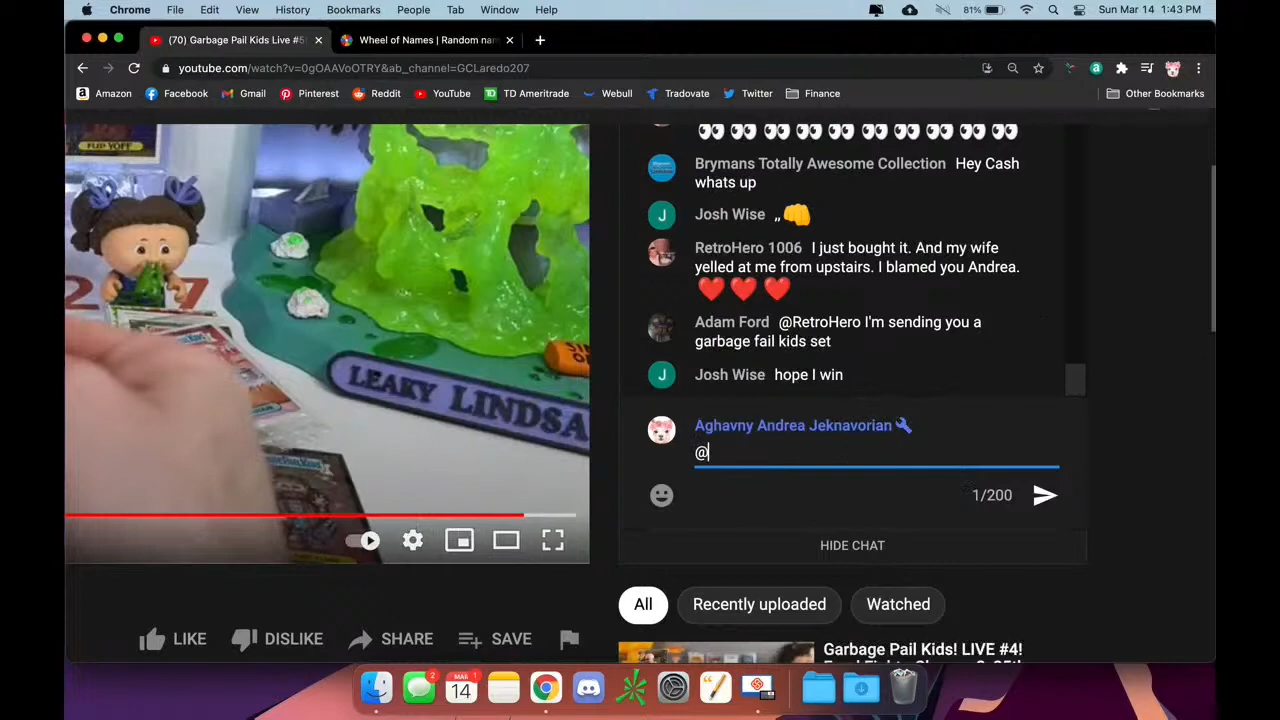 Chrome File Edit View History Bookmarks People Tab Window Help 81% Sun Mar 14 1:43 PM
(70) Garbage Pail Kids Live #5! Wheel of Names | Random nam
youtube.com/watch?v=0gOAAVoOTRY&ab_channel=GCLaredo207
Amazon Facebook Gmail Pinterest Reddit YouTube TD Ameritrade Webull Tradovate Twitter Finance Other Bookmarks
FLIP YOFF
LEAKY LINDSA
Brymans Totally Awesome Collection Hey Cash
whats up
J Josh Wise ,,
RetroHero 1006 I just bought it. And my wife
yelled at me from upstairs. I blamed you Andrea.
Adam Ford @RetroHero I'm sending you a
garbage fail kids set
J Josh Wise hope I win
Aghavny Andrea Jeknavorian
@
1/200
HIDE CHAT
All Recently uploaded Watched
LIKE DISLIKE SHARE SAVE
Garbage Pail Kids! LIVE #4!
2
MAR 1
14